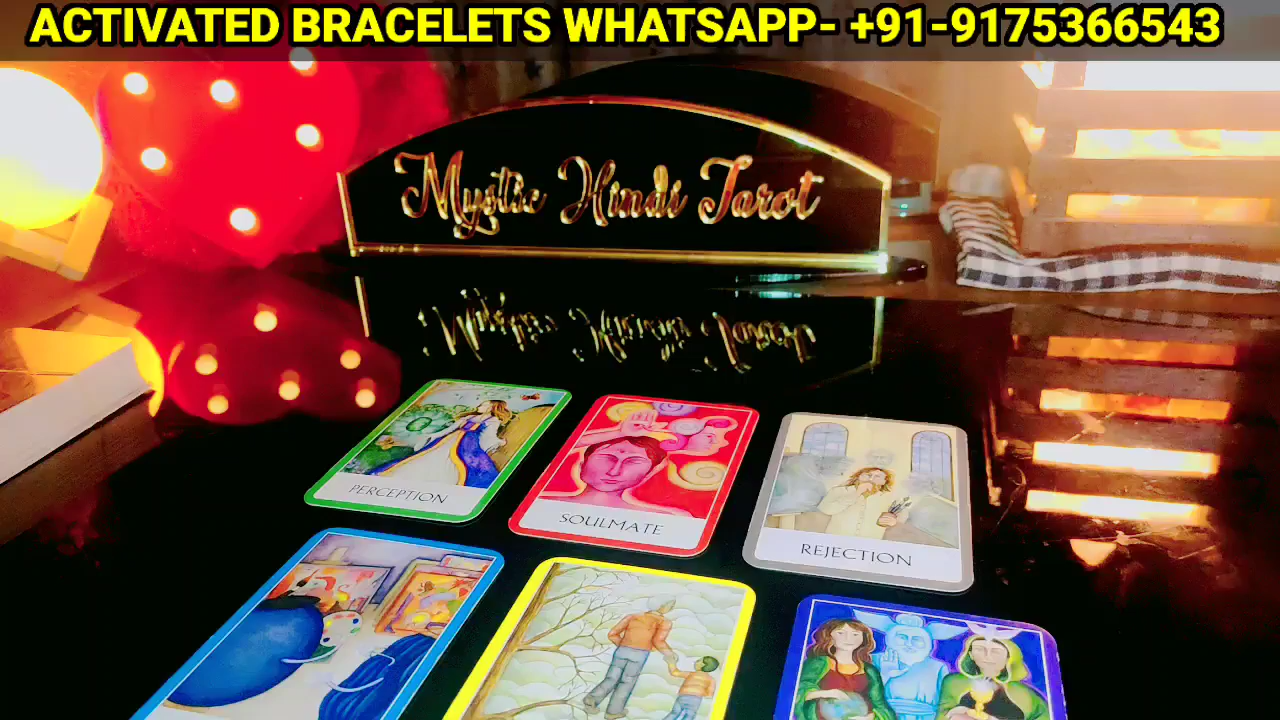 ACTIVATED BRACELETS WHATSAPP- +91-9175366543
Mystic Hindi Tarot
PERCEPTION
SOULMATE
REJECTION